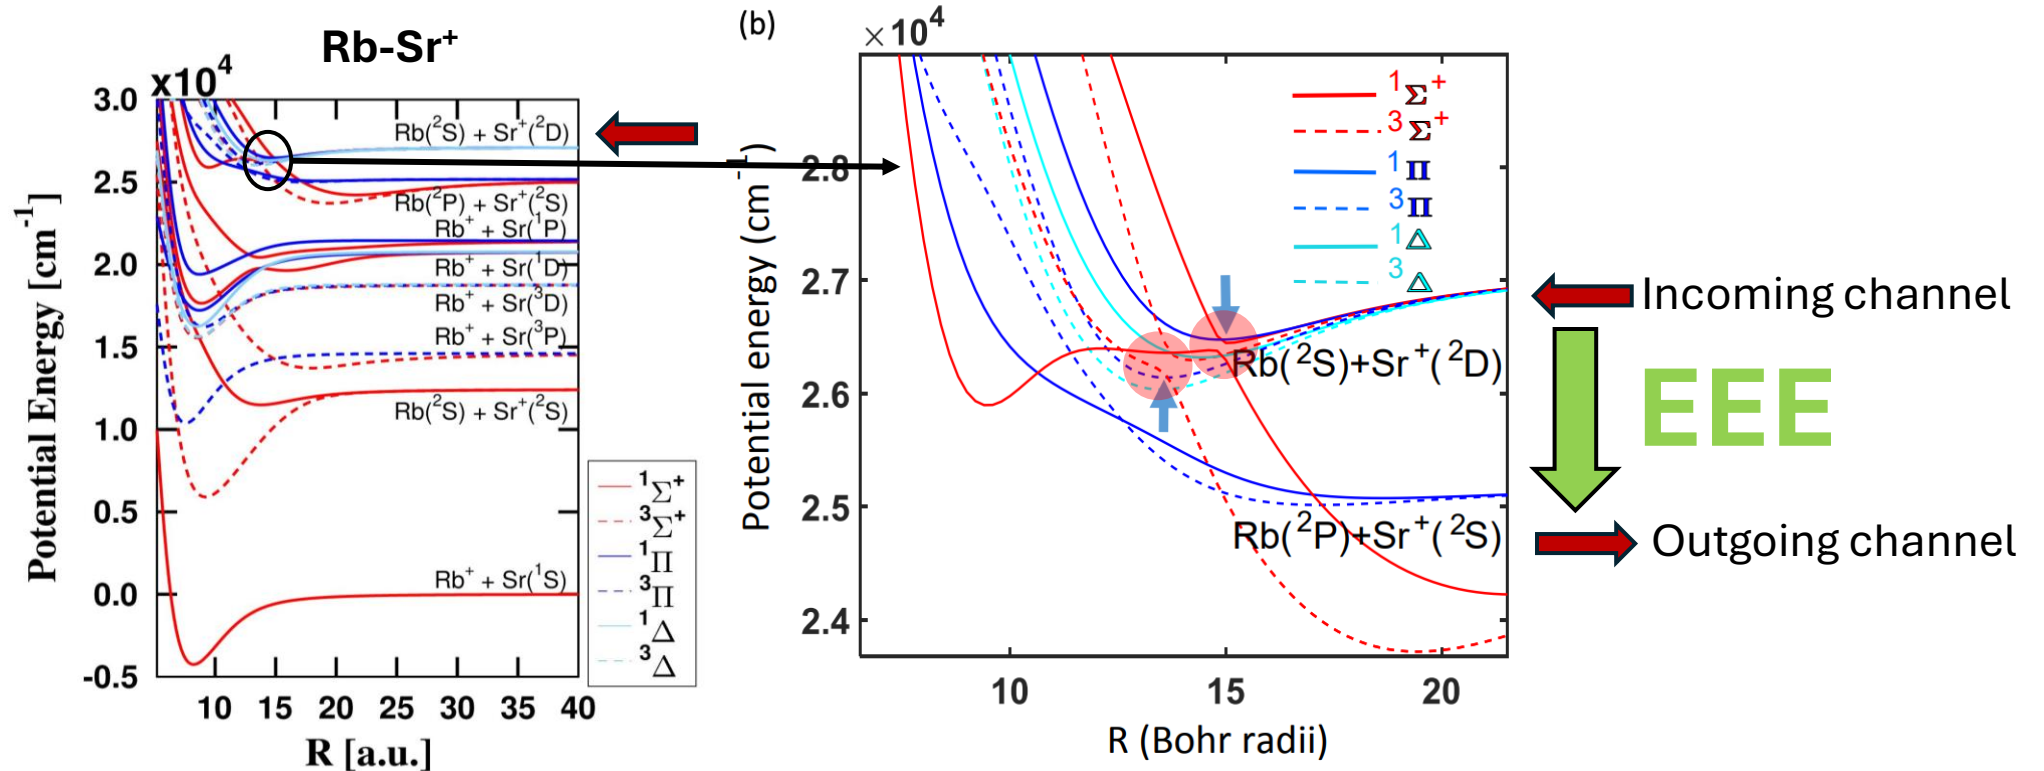 Rb-Sr⁺
x10⁴
Potential Energy [cm⁻¹]
3.0
2.5
2.0
1.5
1.0
0.5
0.0
-0.5
Rb(²S) + Sr⁺(²D)
Rb(²P) + Sr⁺(²S)
Rb⁺ + Sr(¹P)
Rb⁺ + Sr(¹D)
Rb⁺ + Sr(³D)
Rb⁺ + Sr(³P)
Rb(²S) + Sr⁺(²S)
Rb⁺ + Sr(¹S)
10 15 20 25 30 35 40
R [a.u.]
¹Σ⁺
³Σ⁺
¹Π
³Π
¹Δ
³Δ
(b)
×10⁴
Potential energy (cm⁻¹)
2.8
2.7
2.6
2.5
2.4
¹Σ⁺
³Σ⁺
¹Π
³Π
¹Δ
³Δ
Rb(²S)+Sr⁺(²D)
Rb(²P)+Sr⁺(²S)
10 15 20
R (Bohr radii)
Incoming channel
EEE
Outgoing channel